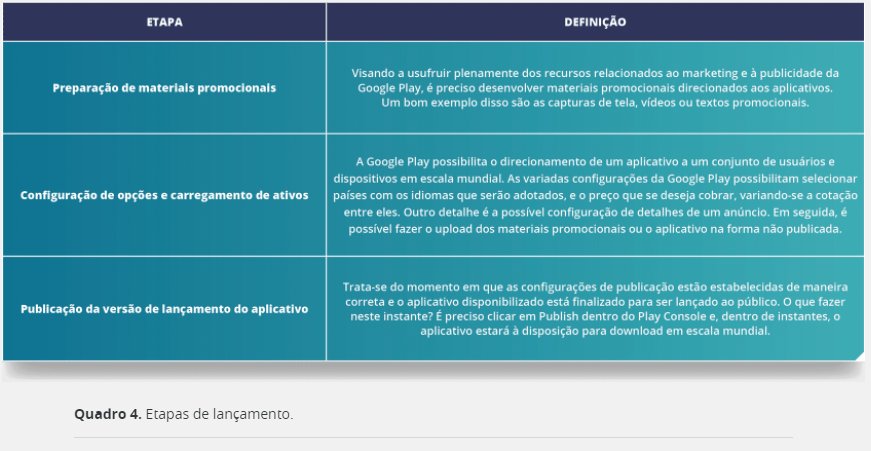 ETAPA
DEFINIÇÃO
Preparação de materiais promocionais
Visando a usufruir plenamente dos recursos relacionados ao marketing e à publicidade da
Google Play, é preciso desenvolver materiais promocionais direcionados aos aplicativos.
Um bom exemplo disso são as capturas de tela, vídeos ou textos promocionais.
Configuração de opções e carregamento de ativos
A Google Play possibilita o direcionamento de um aplicativo a um conjunto de usuários e
dispositivos em escala mundial. As variadas configurações da Google Play possibilitam selecionar
países com os idiomas que serão adotados, e o preço que se deseja cobrar, variando-se a cotação
entre eles. Outro detalhe é a possível configuração de detalhes de um anúncio. Em seguida, é
possível fazer o upload dos materiais promocionais ou o aplicativo na forma não publicada.
Publicação da versão de lançamento do aplicativo
Trata-se do momento em que as configurações de publicação estão estabelecidas de maneira
correta e o aplicativo disponibilizado está finalizado para ser lançado ao público. O que fazer
neste instante? É preciso clicar em Publish dentro do Play Console e, dentro de instantes, o
aplicativo estará à disposição para download em escala mundial.
Quadro 4. Etapas de lançamento.